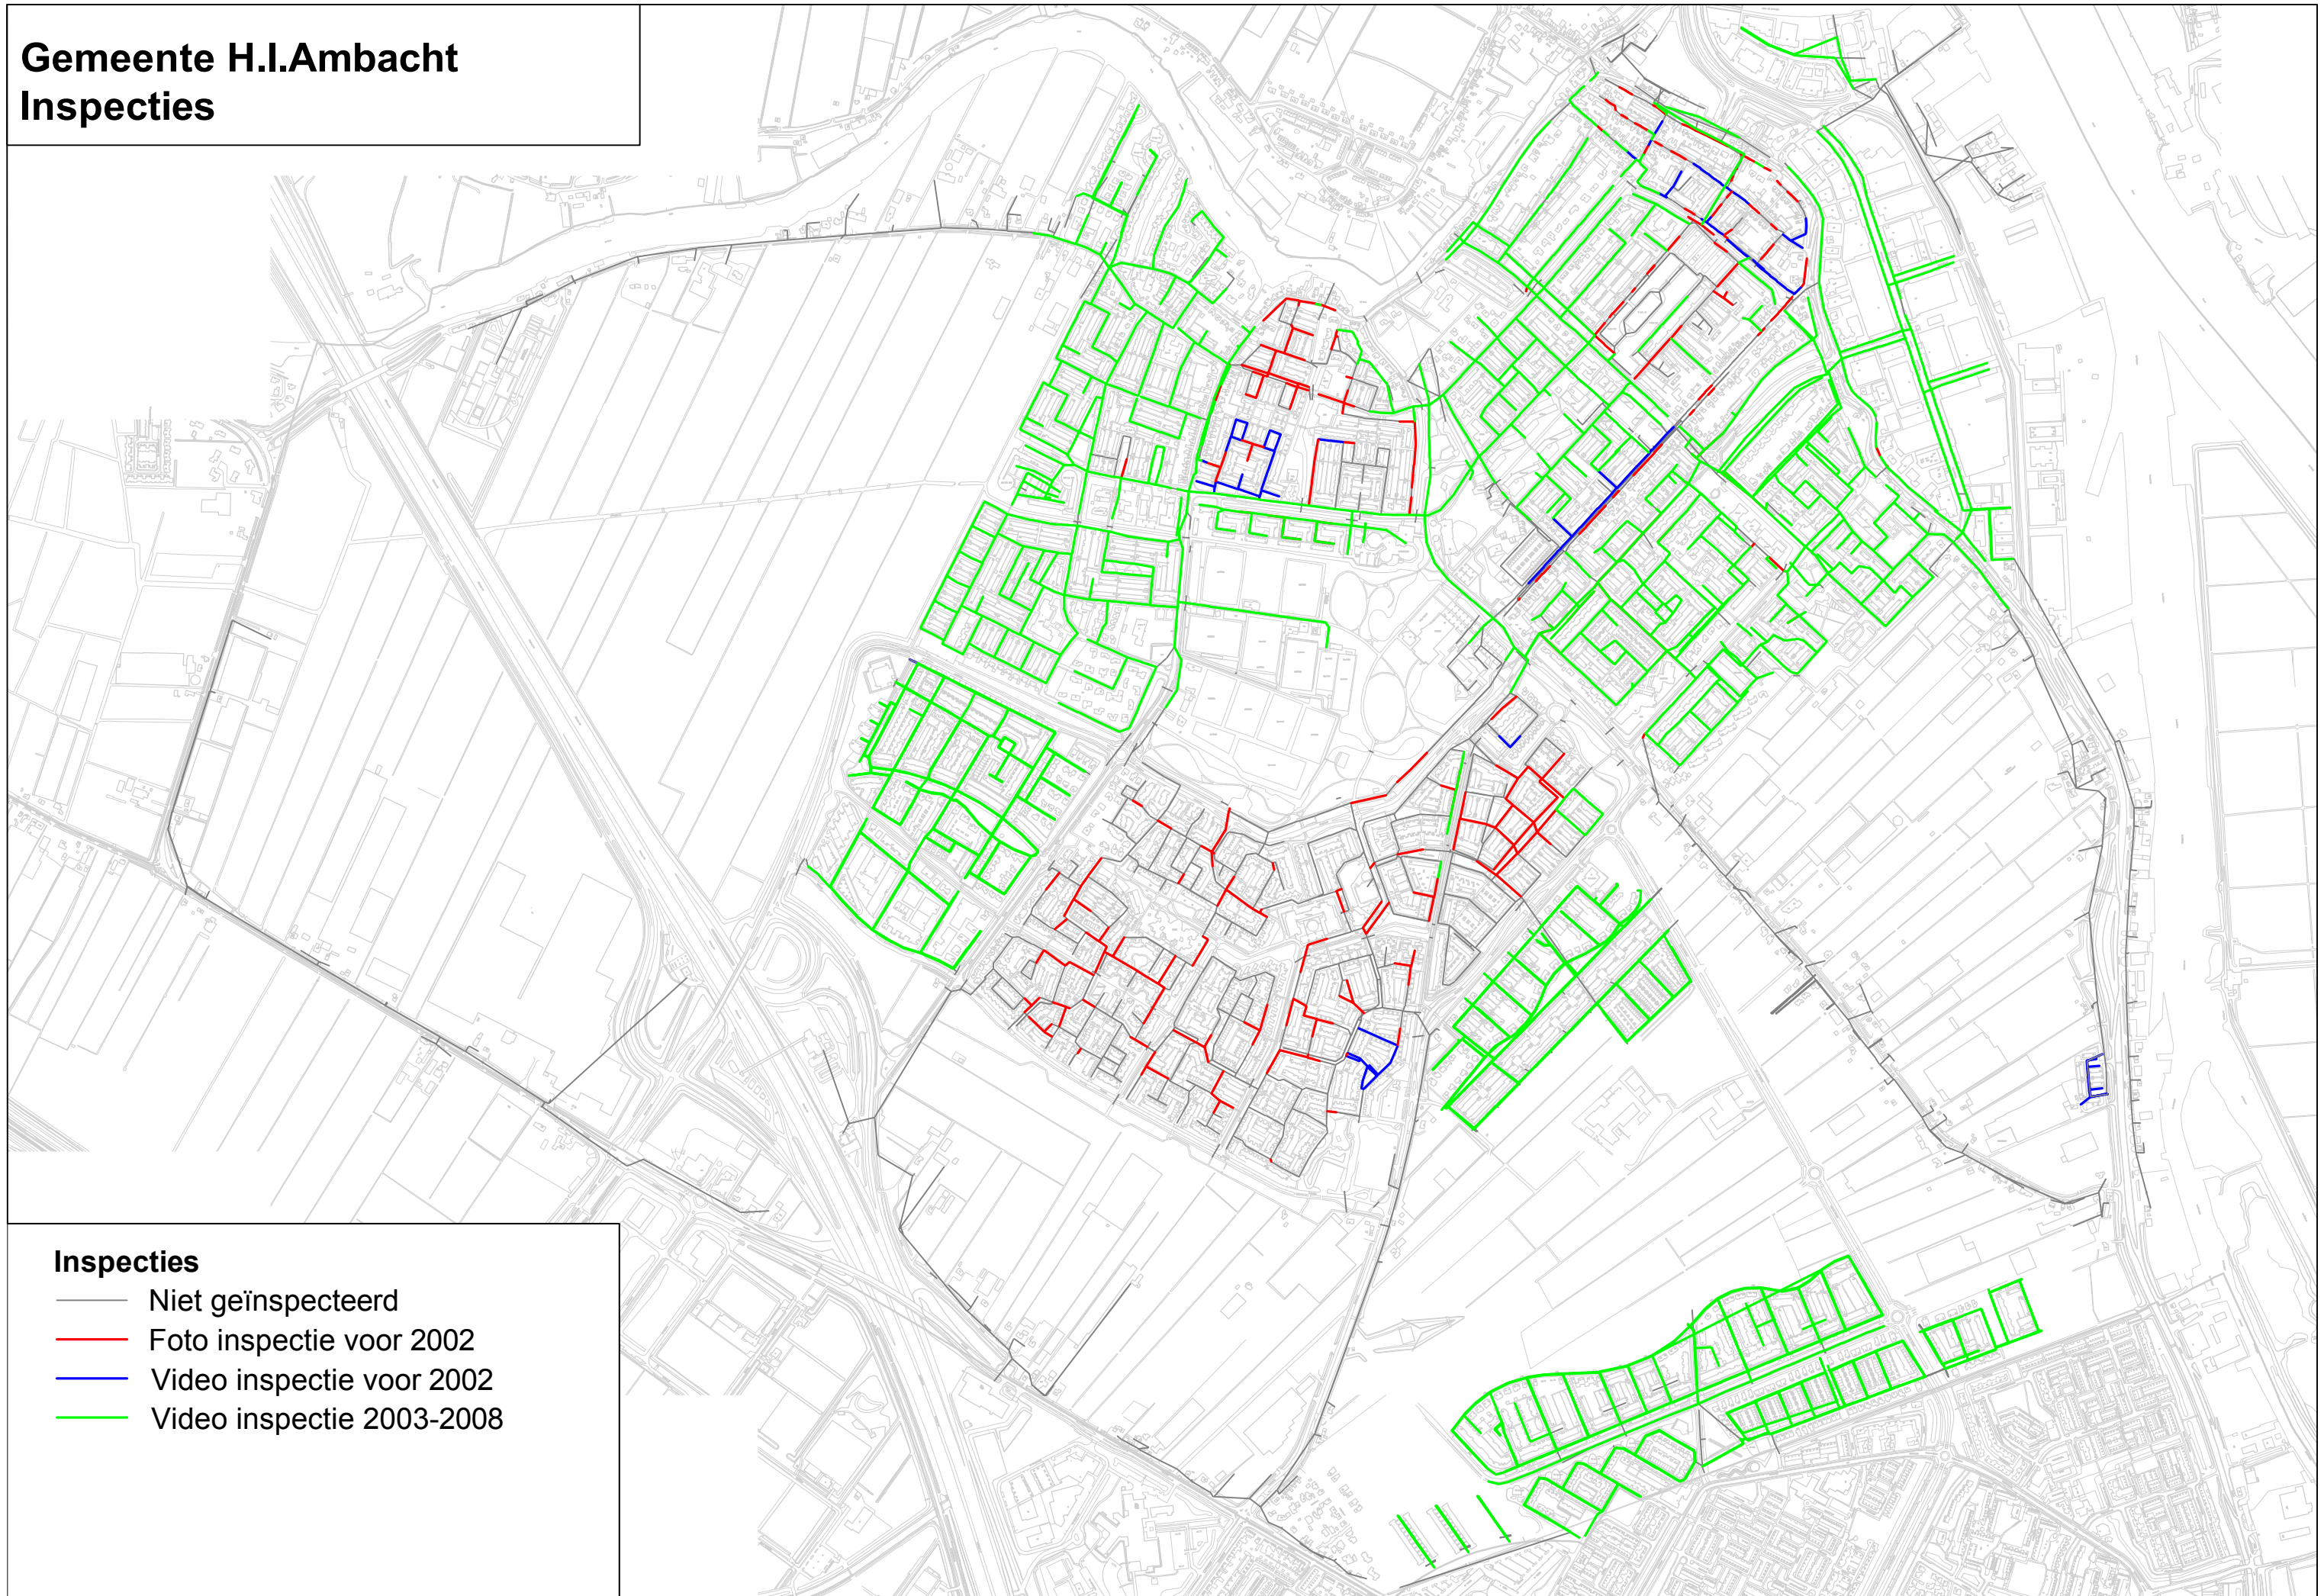 Gemeente H.I.Ambacht
Inspecties
Inspecties
Niet geïnspecteerd
Foto inspectie voor 2002
Video inspectie voor 2002
Video inspectie 2003-2008